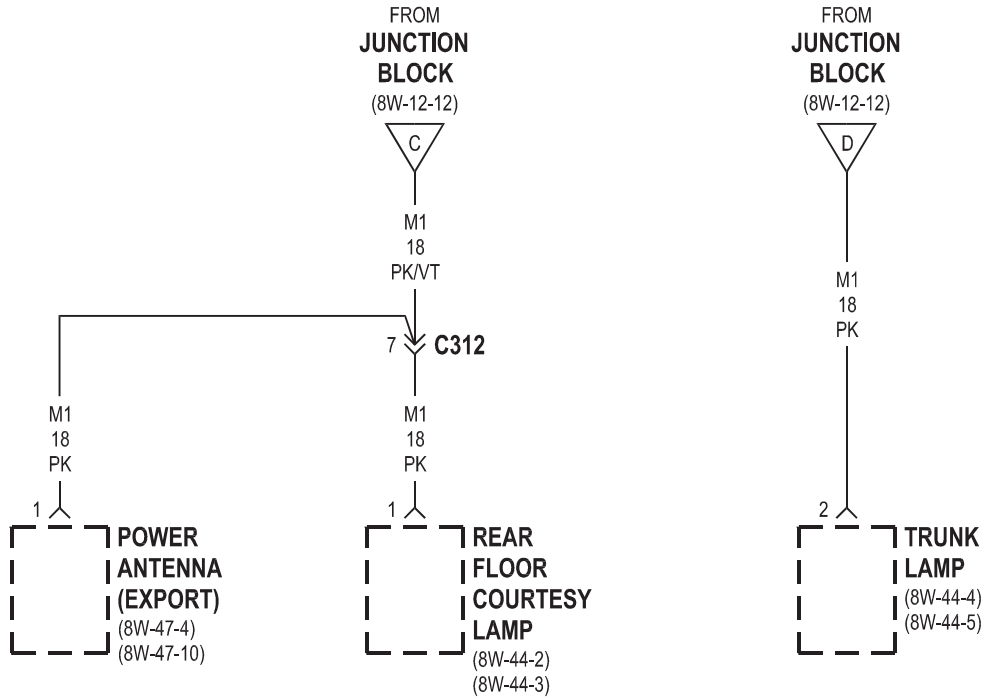 FROM
JUNCTION
BLOCK
(8W-12-12)
C
M1
18
PK/VT
7
C312
M1
18
PK
1
POWER
ANTENNA
(EXPORT)
(8W-47-4)
(8W-47-10)
M1
18
PK
1
REAR
FLOOR
COURTESY
LAMP
(8W-44-2)
(8W-44-3)
FROM
JUNCTION
BLOCK
(8W-12-12)
D
M1
18
PK
2
TRUNK
LAMP
(8W-44-4)
(8W-44-5)